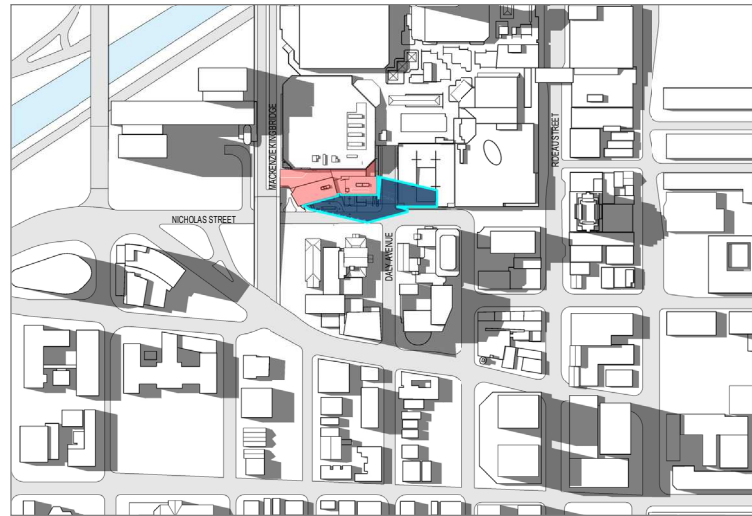 MACKENZIE KING BRIDGE
RIDEAU STREET
NICHOLAS STREET
DALY AVENUE